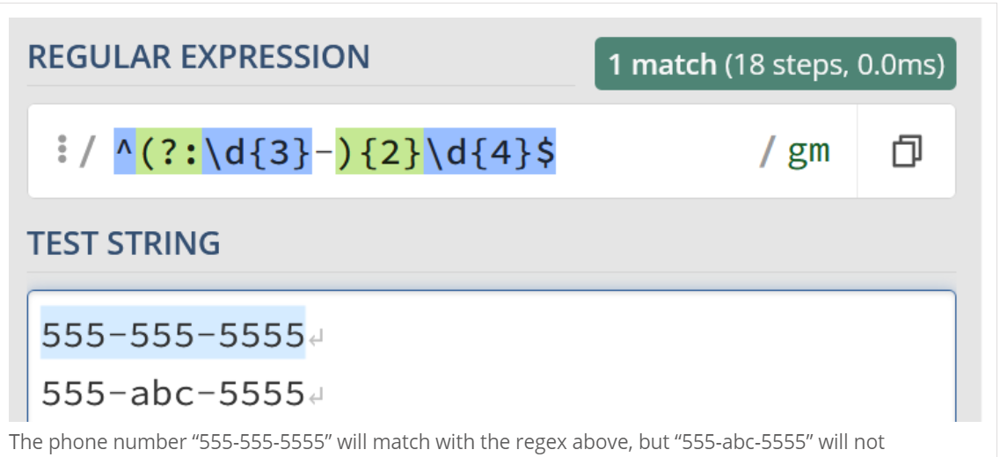 REGULAR EXPRESSION
1 match (18 steps, 0.0ms)
/ ^(?:\d{3}-){2}\d{4}$ / gm
TEST STRING
555-555-5555↵
555-abc-5555↵
The phone number “555-555-5555” will match with the regex above, but “555-abc-5555” will not